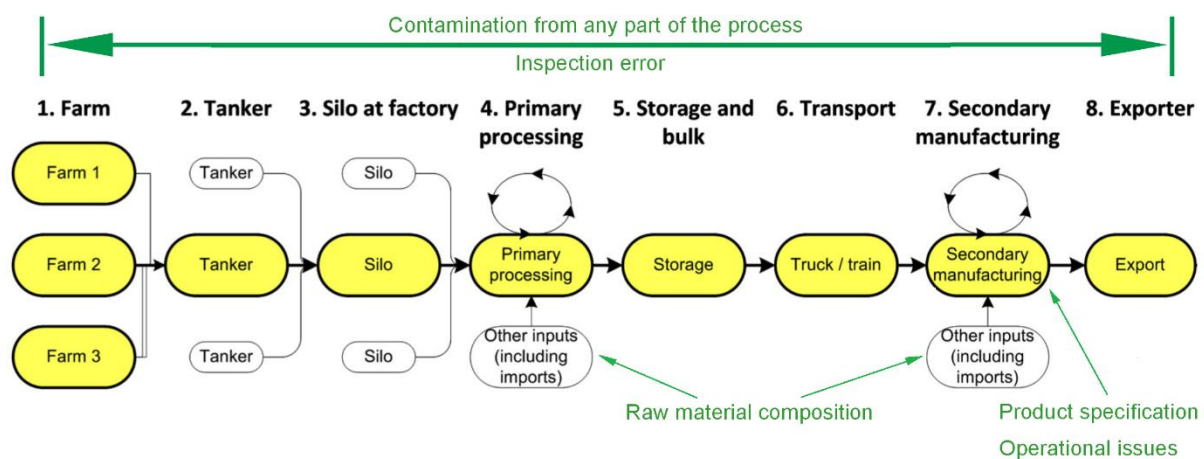 Contamination from any part of the process
Inspection error
1. Farm
2. Tanker
3. Silo at factory
4. Primary
processing
5. Storage and
bulk
6. Transport
7. Secondary
manufacturing
8. Exporter
Farm 1
Tanker
Silo
Farm 2
Tanker
Silo
Primary
processing
Storage
Truck / train
Secondary
manufacturing
Export
Farm 3
Tanker
Silo
Other inputs
(including
imports)
Other inputs
(including
imports)
Raw material composition
Product specification
Operational issues